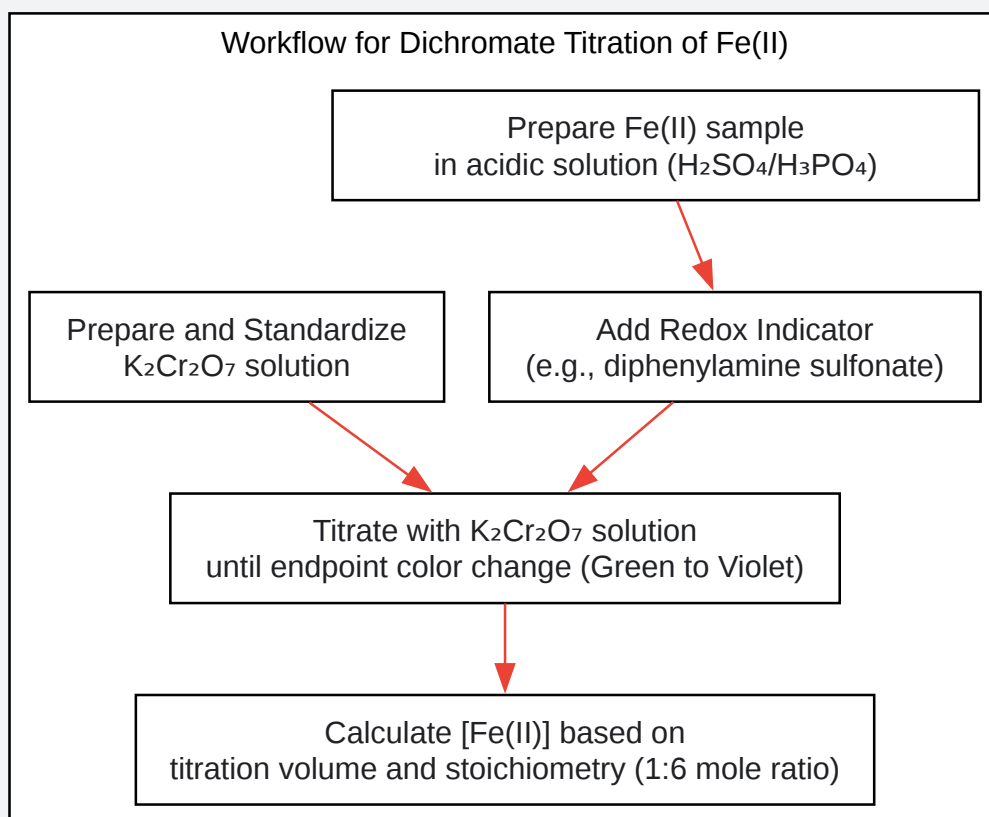 Workflow for Dichromate Titration of Fe(II)
Prepare Fe(II) sample
in acidic solution (H₂SO₄/H₃PO₄)
Prepare and Standardize
K₂Cr₂O₇ solution
Add Redox Indicator
(e.g., diphenylamine sulfonate)
Titrate with K₂Cr₂O₇ solution
until endpoint color change (Green to Violet)
Calculate [Fe(II)] based on
titration volume and stoichiometry (1:6 mole ratio)